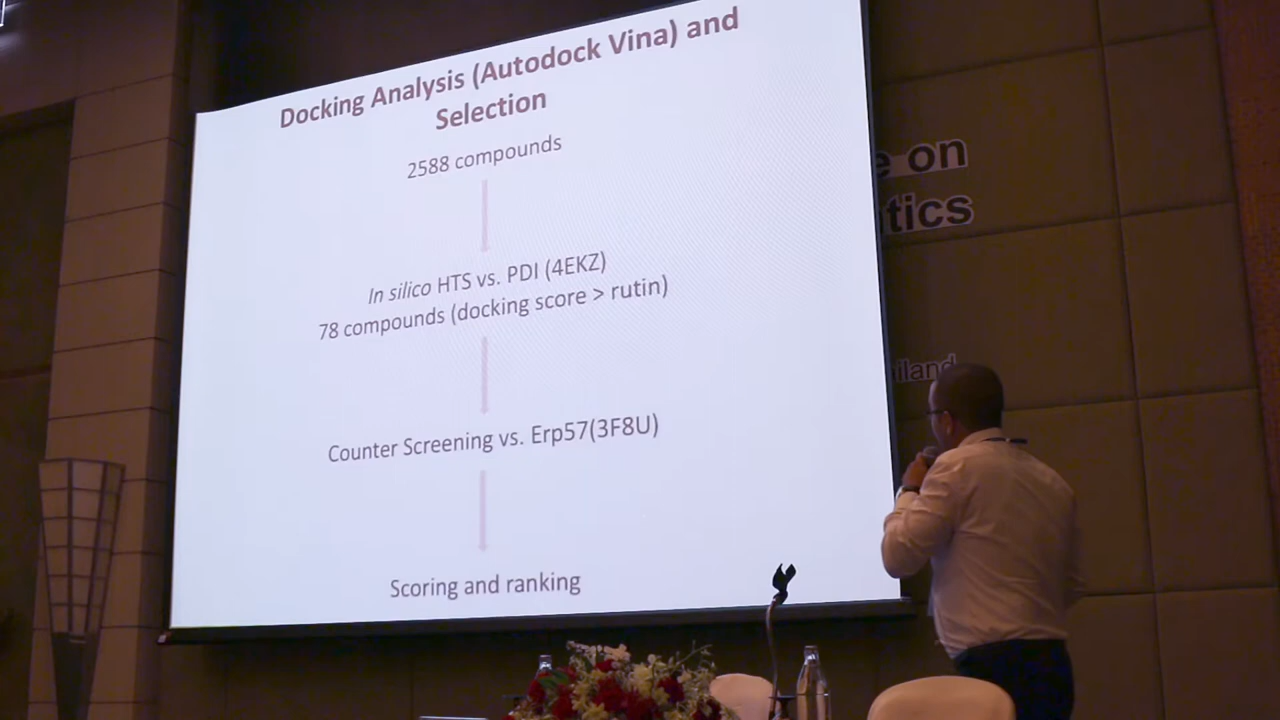 Docking Analysis (Autodock Vina) and
Selection
2588 compounds
In silico HTS vs. PDI (4EKZ)
78 compounds (docking score > rutin)
Counter Screening vs. Erp57(3F8U)
Scoring and ranking
e on
tics
iland